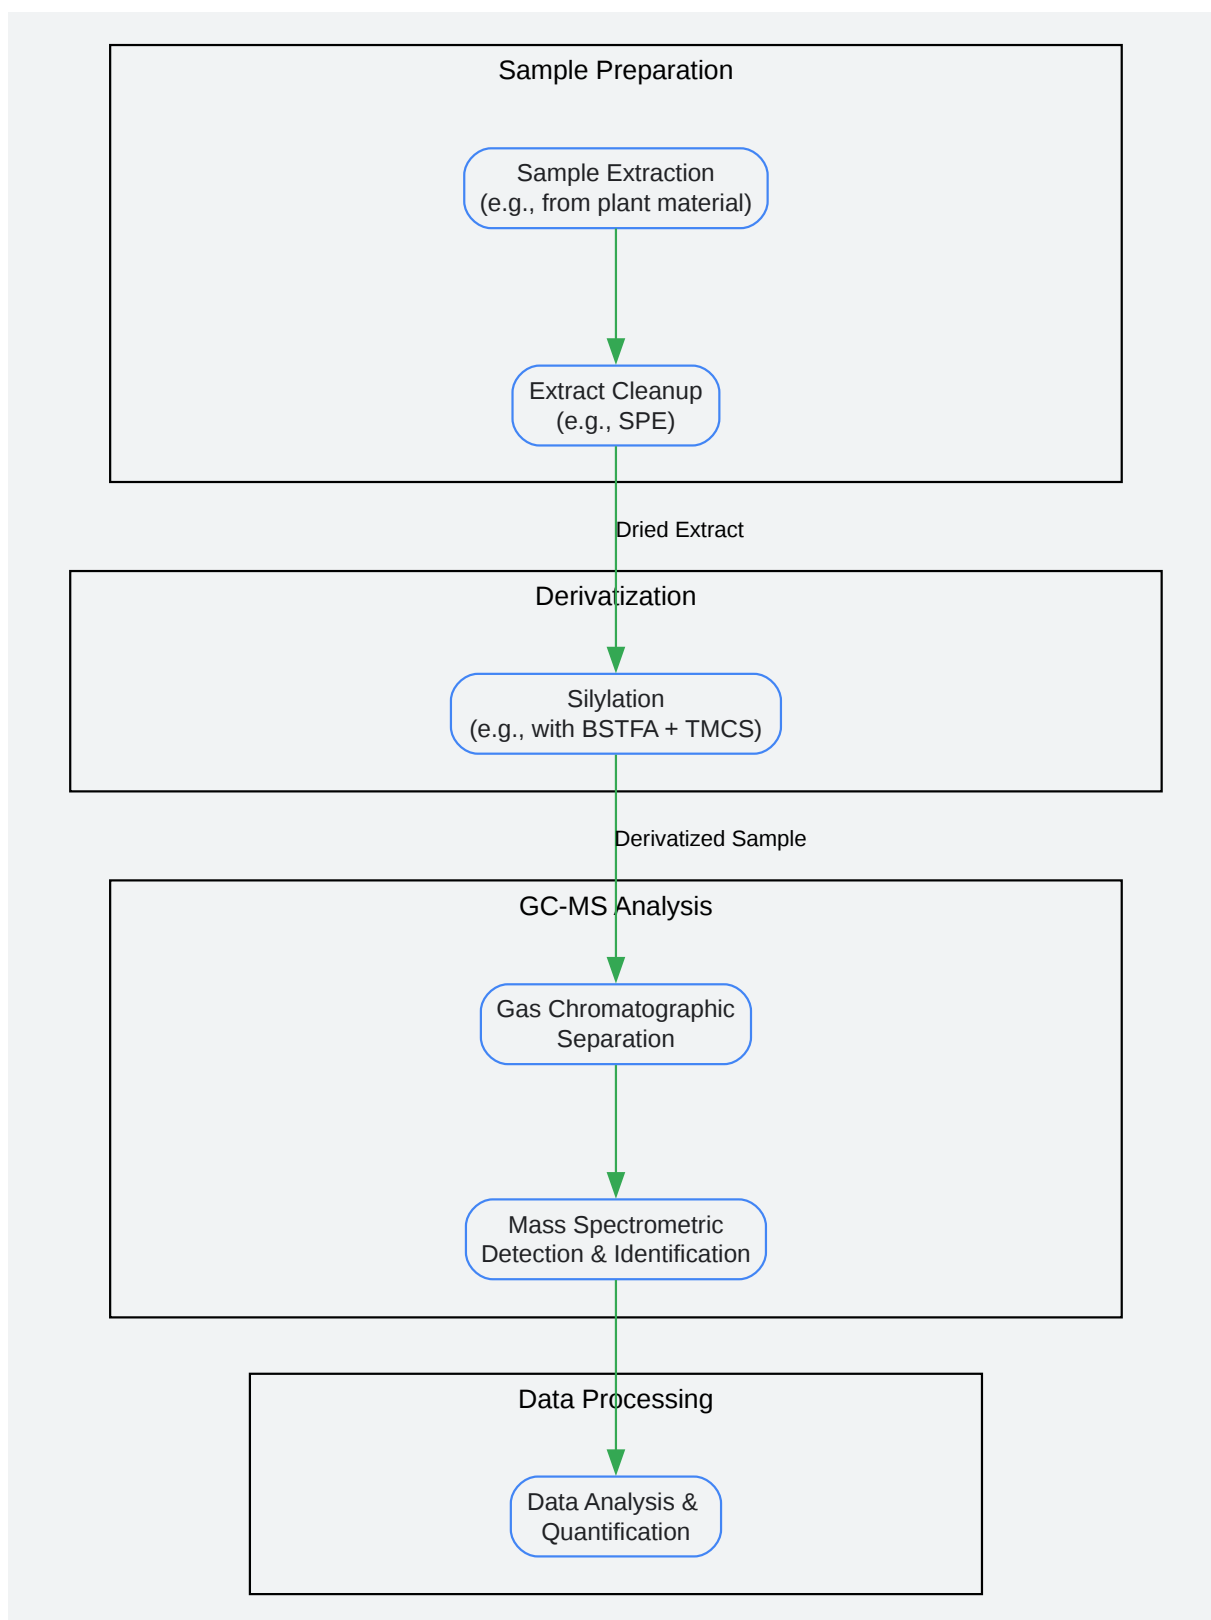 Sample Preparation
Sample Extraction
(e.g., from plant material)
Extract Cleanup
(e.g., SPE)
Dried Extract
Derivatization
Silylation
(e.g., with BSTFA + TMCS)
Derivatized Sample
GC-MS Analysis
Gas Chromatographic
Separation
Mass Spectrometric
Detection & Identification
Data Processing
Data Analysis &
Quantification